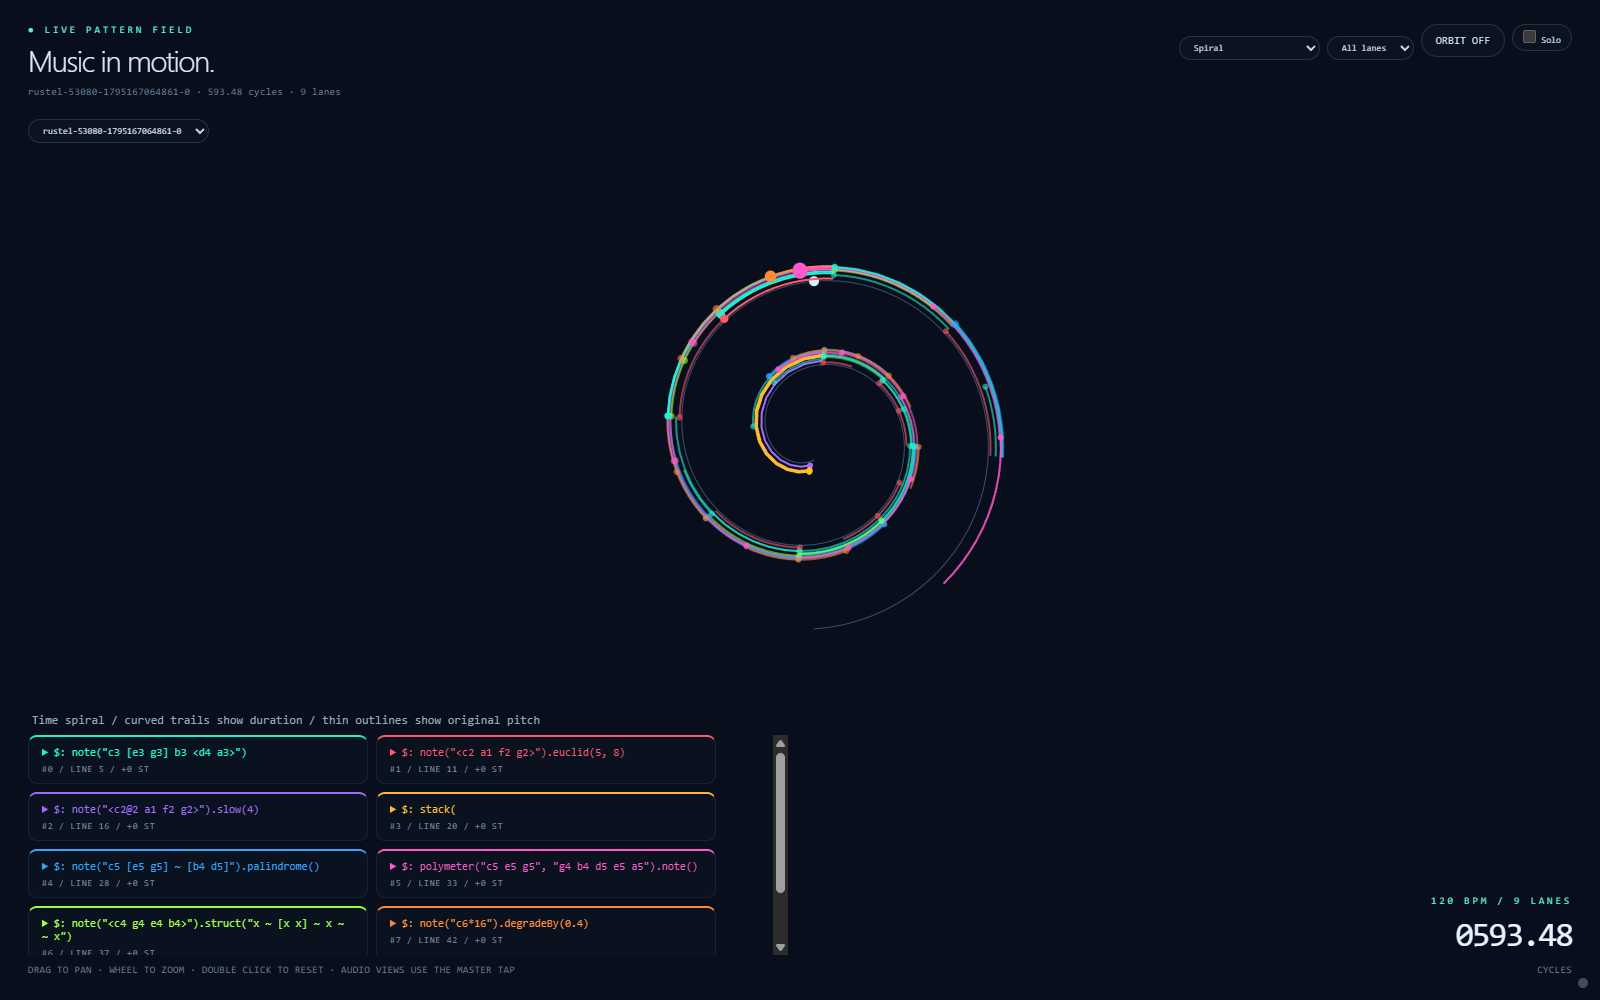 LIVE PATTERN FIELD
Music in motion.
rustel-53080-1795167064861-0 · 593.48 cycles · 9 lanes
rustel-53080-1795167064861-0
Spiral
All lanes
ORBIT OFF
Solo
Time spiral / curved trails show duration / thin outlines show original pitch
$: note("c3 [e3 g3] b3 <d4 a3>")
#0 / LINE 5 / +0 ST
$: note("<c2 a1 f2 g2>").euclid(5, 8)
#1 / LINE 11 / +0 ST
$: note("<c2@2 a1 f2 g2>").slow(4)
#2 / LINE 16 / +0 ST
$: stack(
#3 / LINE 20 / +0 ST
$: note("c5 [e5 g5] ~ [b4 d5]").palindrome()
#4 / LINE 28 / +0 ST
$: polymeter("c5 e5 g5", "g4 b4 d5 e5 a5").note()
#5 / LINE 33 / +0 ST
$: note("<c4 g4 e4 b4>").struct("x ~ [x x] ~ x ~
~ x")
#6 / LINE 37 / +0 ST
$: note("c6*16").degradeBy(0.4)
#7 / LINE 42 / +0 ST
120 BPM / 9 LANES
0593.48
CYCLES
DRAG TO PAN · WHEEL TO ZOOM · DOUBLE CLICK TO RESET · AUDIO VIEWS USE THE MASTER TAP